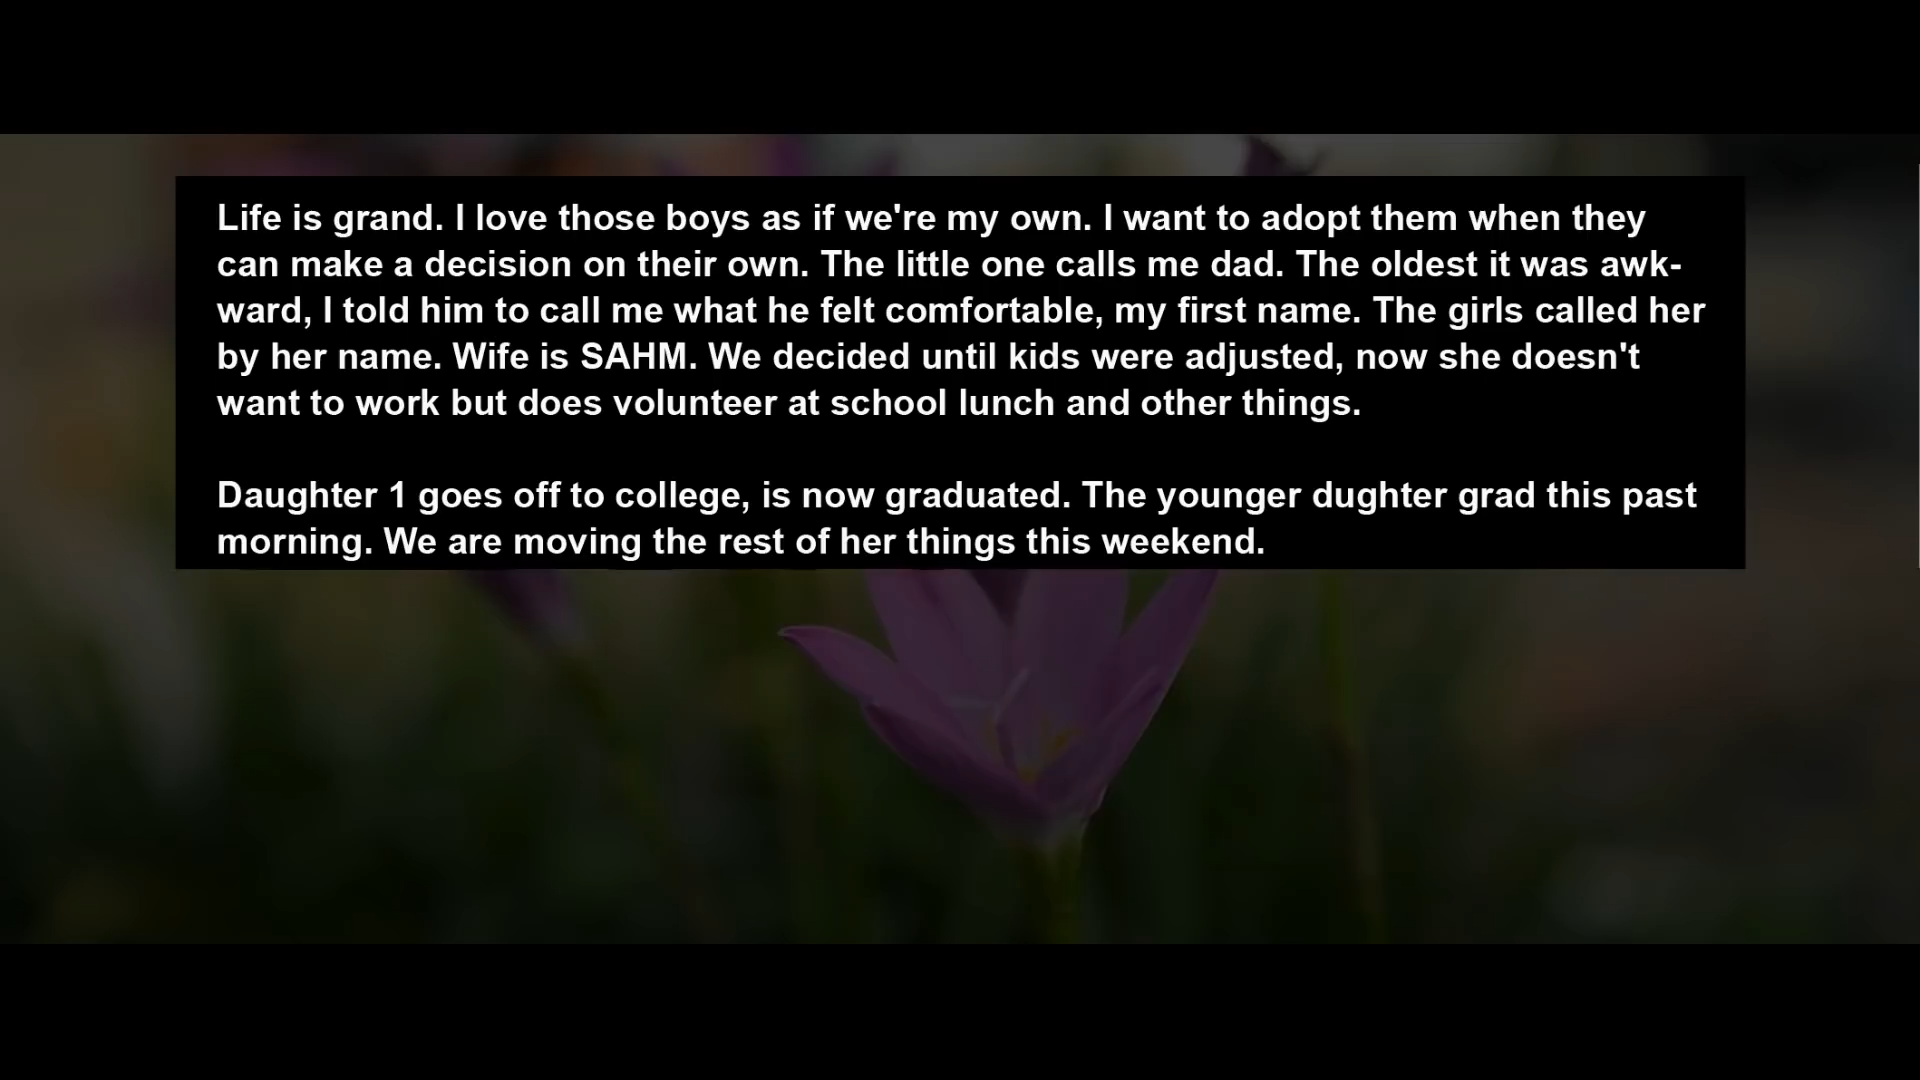 Life is grand. I love those boys as if we're my own. I want to adopt them when they
can make a decision on their own. The little one calls me dad. The oldest it was awk-
ward, I told him to call me what he felt comfortable, my first name. The girls called her
by her name. Wife is SAHM. We decided until kids were adjusted, now she doesn't
want to work but does volunteer at school lunch and other things.
Daughter 1 goes off to college, is now graduated. The younger dughter grad this past
morning. We are moving the rest of her things this weekend.